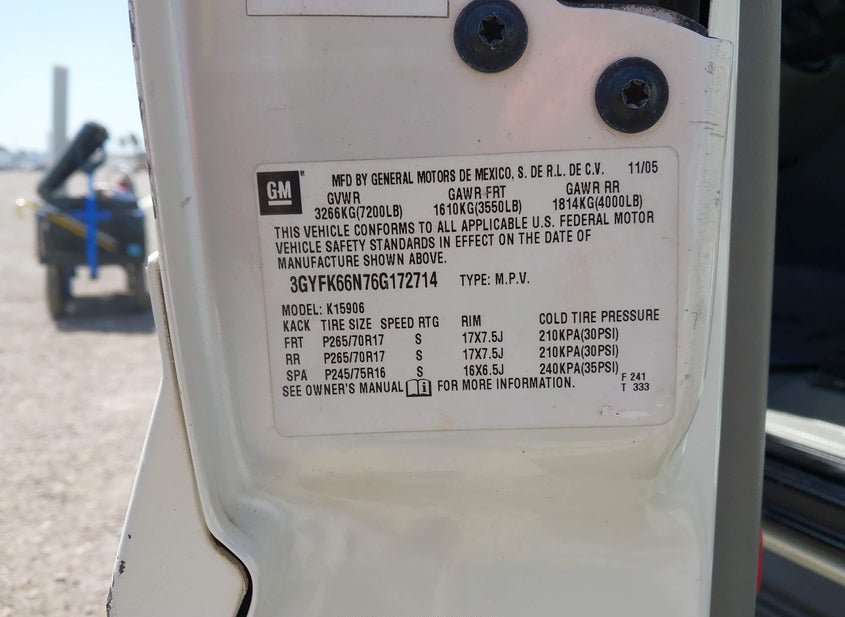 GM ® MFD BY GENERAL MOTORS DE MEXICO, S. DE R.L. DE C.V. 11/05
GVWR GAWR FRT GAWR RR
3266KG(7200LB) 1610KG(3550LB) 1814KG(4000LB)
THIS VEHICLE CONFORMS TO ALL APPLICABLE U.S. FEDERAL MOTOR
VEHICLE SAFETY STANDARDS IN EFFECT ON THE DATE OF
MANUFACTURE SHOWN ABOVE.
3GYFK66N76G172714 TYPE: M.P.V.
MODEL: K15906
KACK TIRE SIZE SPEED RTG RIM COLD TIRE PRESSURE
FRT P265/70R17 S 17X7.5J 210KPA(30PSI)
RR P265/70R17 S 17X7.5J 210KPA(30PSI)
SPA P245/75R16 S 16X6.5J 240KPA(35PSI)
SEE OWNER'S MANUAL i FOR MORE INFORMATION. F 241
T 333